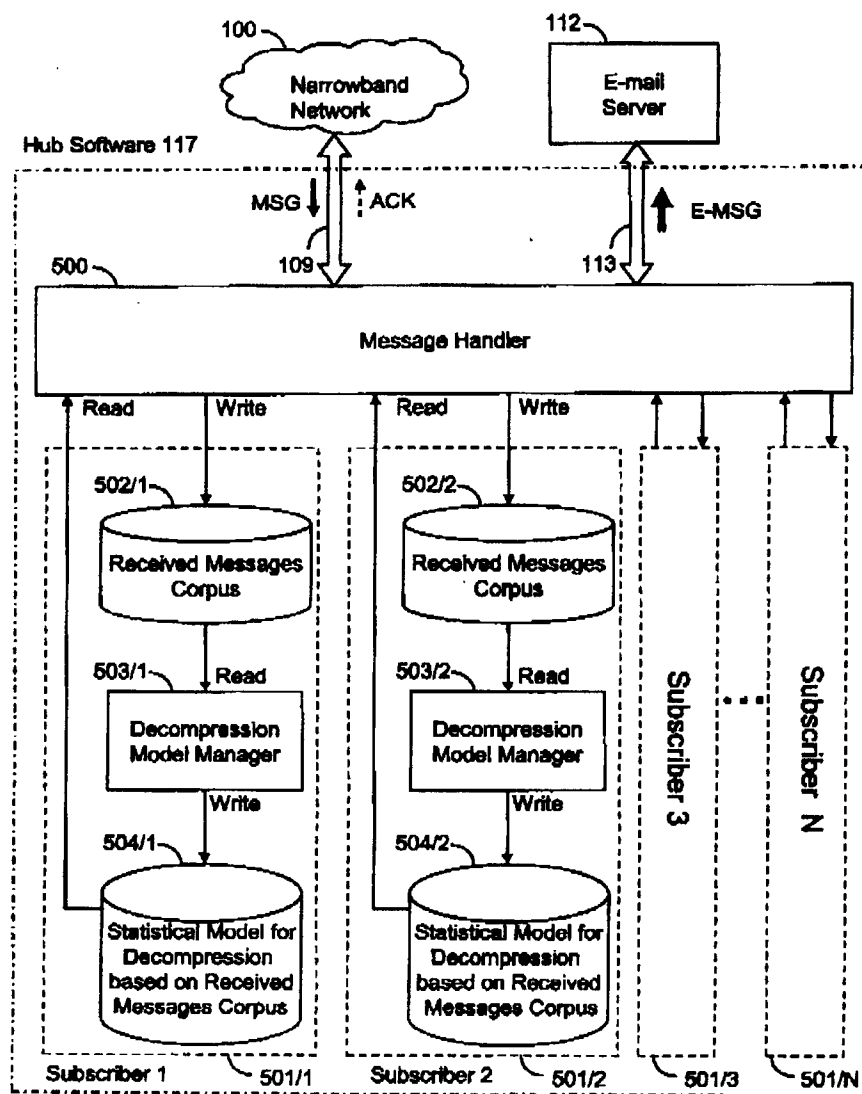 100
112
Narrowband
Network
E-mail
Server
Hub Software 117
MSG
ACK
E-MSG
109
113
500
Message Handler
Read
Write
Read
Write
502/1
502/2
Received Messages
Corpus
Received Messages
Corpus
503/1
Read
503/2
Read
Decompression
Model Manager
Decompression
Model Manager
Subscriber 3
Subscriber N
Write
Write
504/1
504/2
Statistical Model for
Decompression
based on Received
Messages Corpus
Statistical Model for
Decompression
based on Received
Messages Corpus
Subscriber 1
501/1
Subscriber 2
501/2
501/3
501/N